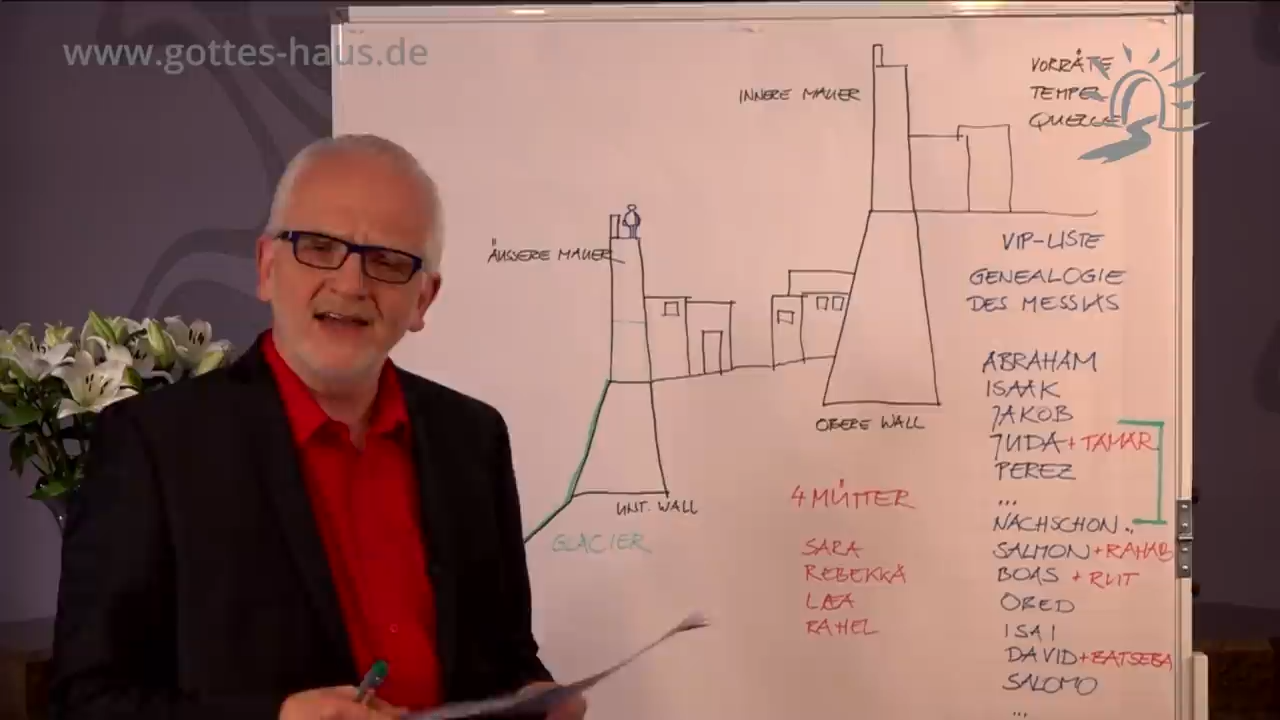 www.gottes-haus.de
INNERE MAUER
VORRÄTE
TEMPEL
QUELLE
ÄUSSERE MAUER
VIP-LISTE
GENEALOGIE
DES MESSIAS
ABRAHAM
ISAAK
JAKOB
JUDA + TAMAR
PEREZ
...
NACHSCHON..
SALMON + RAHAB
BOAS + RUT
OBED
ISAI
DAVID + BATSEBA
SALOMO
...
OBERE WALL
UNT. WALL
GLACIER
4 MÜTTER
SARA
REBEKKA
LEA
RAHEL